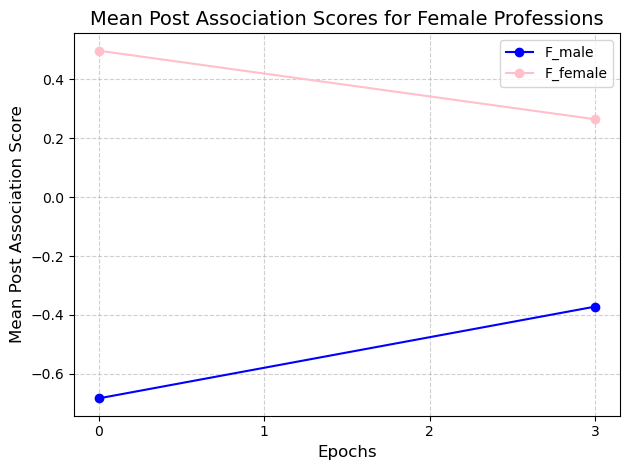 Mean Post Association Scores for Female Professions
F_male
F_female
Mean Post Association Score
0.4
0.2
0.0
−0.2
−0.4
−0.6
0
1
2
3
Epochs